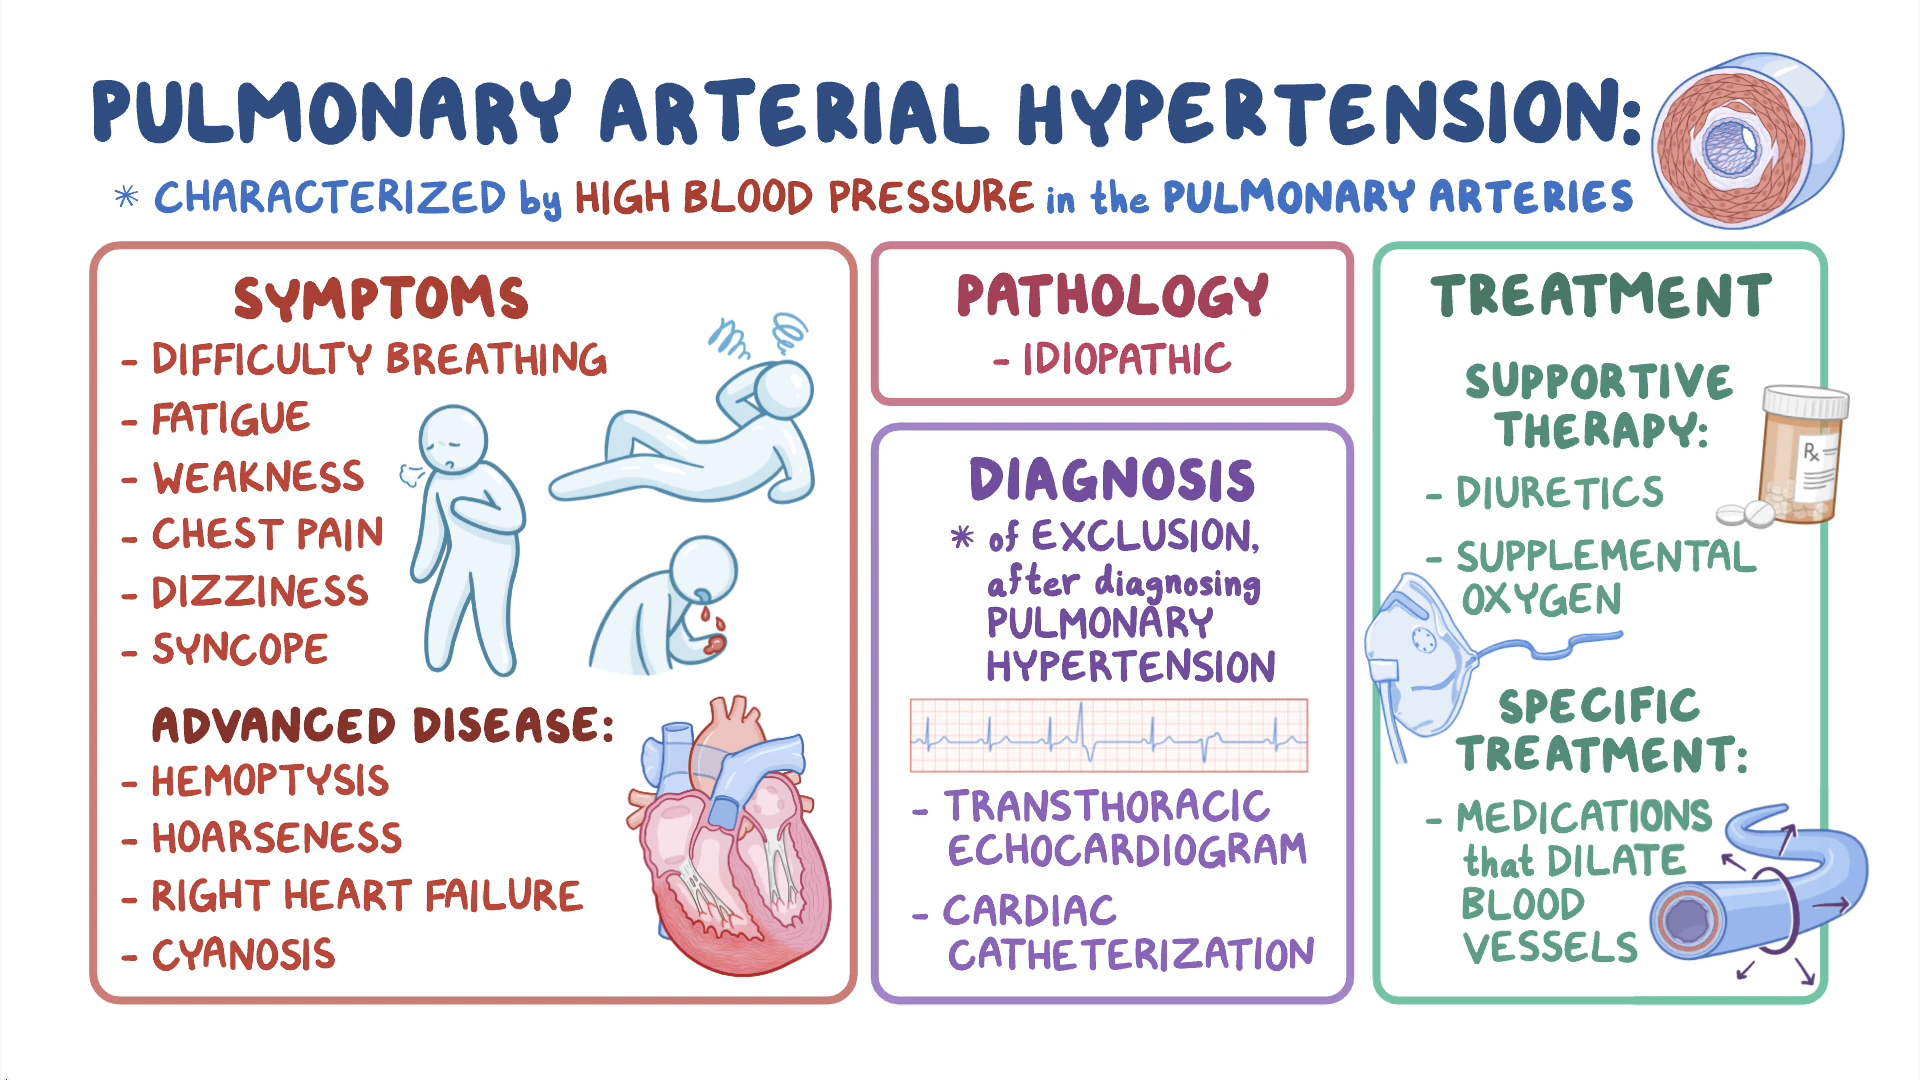 PULMONARY ARTERIAL HYPERTENSION:
* CHARACTERIZED by HIGH BLOOD PRESSURE in the PULMONARY ARTERIES
SYMPTOMS
- DIFFICULTY BREATHING
- FATIGUE
- WEAKNESS
- CHEST PAIN
- DIZZINESS
- SYNCOPE
ADVANCED DISEASE:
- HEMOPTYSIS
- HOARSENESS
- RIGHT HEART FAILURE
- CYANOSIS
PATHOLOGY
- IDIOPATHIC
DIAGNOSIS
* of EXCLUSION,
after diagnosing
PULMONARY
HYPERTENSION
- TRANSTHORACIC
ECHOCARDIOGRAM
- CARDIAC
CATHETERIZATION
TREATMENT
SUPPORTIVE
THERAPY:
- DIURETICS
Rx
- SUPPLEMENTAL
OXYGEN
SPECIFIC
TREATMENT:
- MEDICATIONS
that DILATE
BLOOD
VESSELS